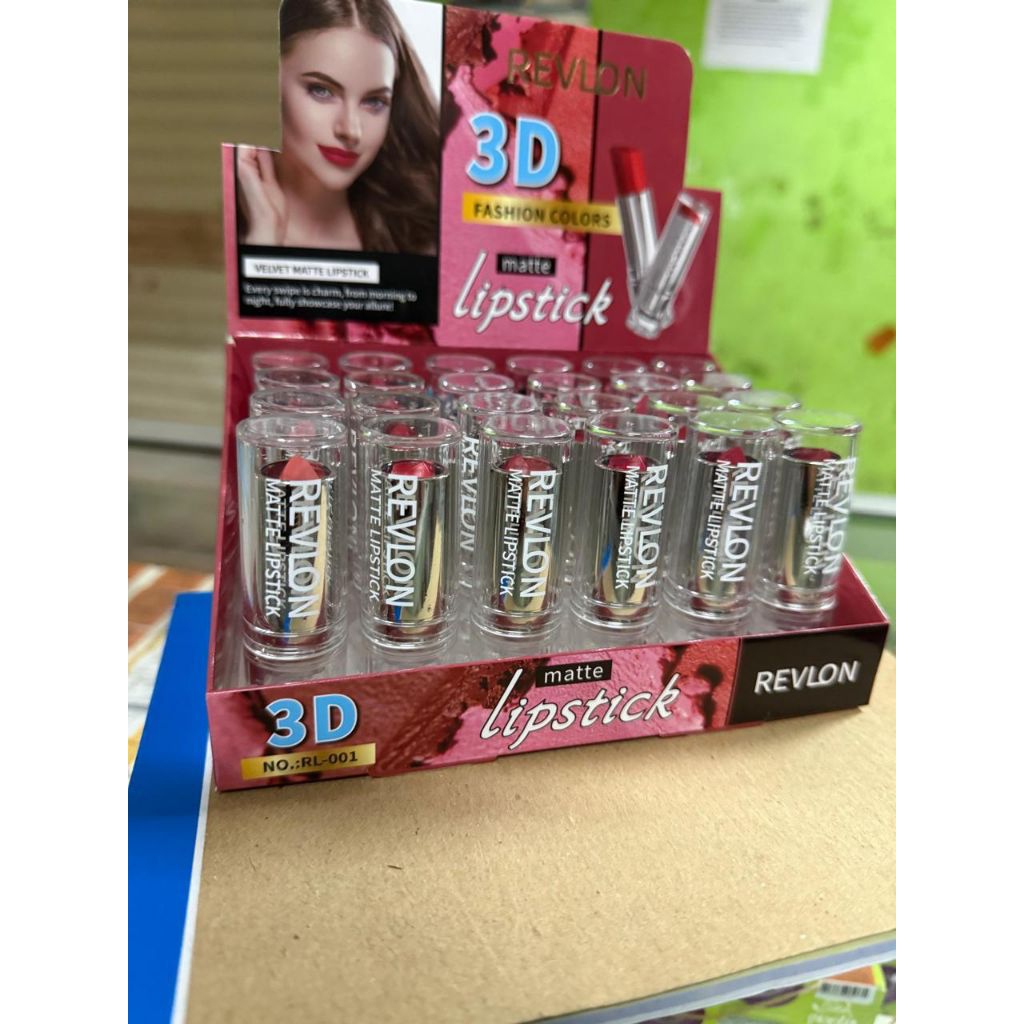 REVLON
3D
FASHION COLORS
matte
lipstick
VELVET MATTE LIPSTICK
Every swipe is charm, from morning to
night, fully showcase your allure!
REVLON
MATTE LIPSTICK
REVLON
MATTE LIPSTICK
REVLON
REVLON
MATTE LIPSTICK
REVLON
MATTE LIPSTICK
REVLON
MATTE LIPSTICK
REVLON
MATTE LIPSTICK
3D
NO.:RL-001
matte
lipstick
REVLON